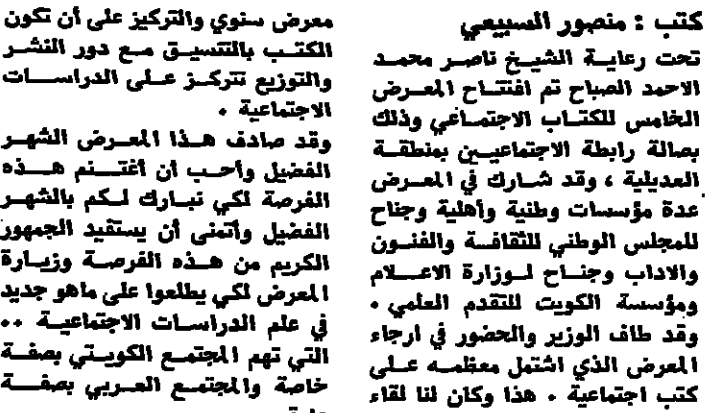 كتب : منصور السبيعي
تحت رعاية الشيخ ناصر محمد
الاحمد الصباح تم افتتاح المعرض
الخامس للكتاب الاجتماعي وذلك
بصالة رابطة الاجتماعيين بمنطقة
العديلية ، وقد شارك في المعرض
عدة مؤسسات وطنية وأهلية وجناح
للمجلس الوطني للثقافة والفنون
والاداب وجناح لوزارة الاعلام
ومؤسسة الكويت للتقدم العلمي .
وقد طاف الوزير والحضور في ارجاء
المعرض الذي اشتمل معظمه على
كتب اجتماعية . هذا وكان لنا لقاء
معرض سنوي والتركيز على أن تكون
الكتب بالتنسيق مع دور النشر
والتوزيع تتركز على الدراسات
الاجتماعية .
وقد صادف هذا المعرض الشهر
الفضيل وأحب أن أغتنم هذه
الفرصة لكي نبارك لكم بالشهر
الفضيل وأتمنى أن يستفيد الجمهور
الكريم من هذه الفرصة وزيارة
المعرض لكي يطلعوا على ماهو جديد
في علم الدراسات الاجتماعية ..
التي تهم المجتمع الكويتي بصفة
خاصة والمجتمع العربي بصفة